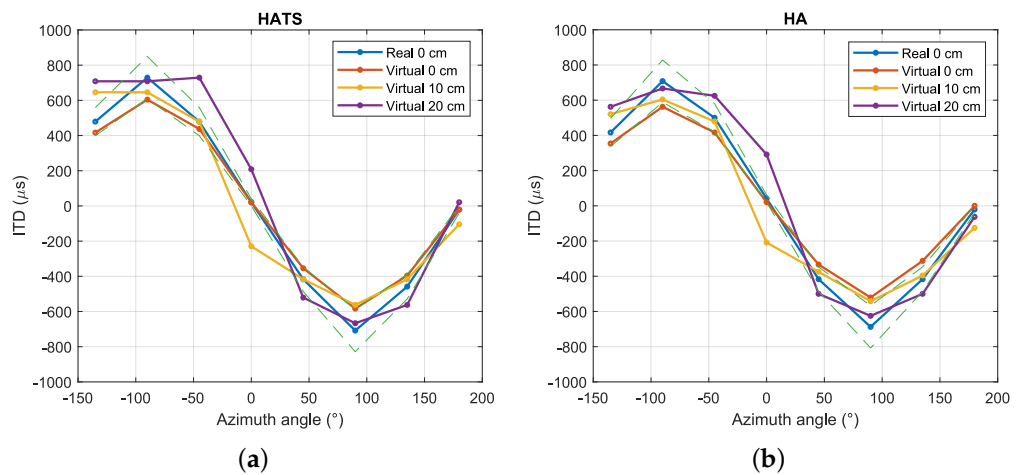 HATS
Real 0 cm
Virtual 0 cm
Virtual 10 cm
Virtual 20 cm
1000
800
600
400
200
0
-200
-400
-600
-800
-1000
ITD (μs)
-150 -100 -50 0 50 100 150 200
Azimuth angle (°)
(a)
HA
Real 0 cm
Virtual 0 cm
Virtual 10 cm
Virtual 20 cm
1000
800
600
400
200
0
-200
-400
-600
-800
-1000
ITD (μs)
-150 -100 -50 0 50 100 150 200
Azimuth angle (°)
(b)